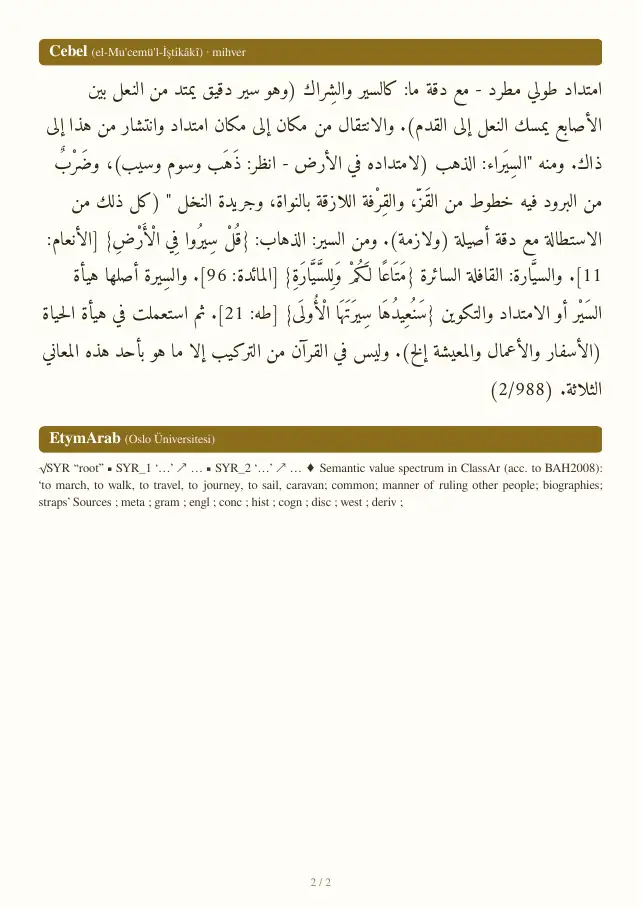 Cebel (el-Mu'cemü'l-İştikâkî) · mihver
امتداد طولي مطرد - مع دقة ما: كالسير والشِراك (وهو سير دقيق يمتد من النعل بين
الأصابع يمسك النعل إلى القدم). والانتقال من مكان إلى مكان امتداد وانتشار من هذا إلى
ذاك. ومنه "السِيَراء: الذهب (لامتداده في الأرض - انظر: ذَهَب وسوم وسيب)، وضَرْبٌ
من البرود فيه خطوط من القَزّ، والقِرْفة اللازقة بالنواة، وجريدة النخل " (كل ذلك من
الاستطالة مع دقة أصيلة (ولازمة). ومن السير: الذهاب: {قُلْ سِيرُوا فِي الْأَرْضِ} [الأنعام:
11]. والسيَّارة: القافلة السائرة {مَتَاعًا لَكُمْ وَلِلسَّيَّارَةِ} [المائدة: 96]. والسِيرة أصلها هيأة
السَيْر أو الامتداد والتكوين {سَنُعِيدُهَا سِيرَتَهَا الْأُولَى} [طه: 21]. ثم استعملت في هيأة الحياة
(الأسفار والأعمال والمعيشة إلخ). وليس في القرآن من التركيب إلا ما هو بأحد هذه المعاني
الثلاثة. (2/988)
EtymArab (Oslo Üniversitesi)
√SYR “root” ▪ SYR_1 ‘…’ ↗ … ▪ SYR_2 ‘…’ ↗ … ♦ Semantic value spectrum in ClassAr (acc. to BAH2008):
‘to march, to walk, to travel, to journey, to sail, caravan; common; manner of ruling other people; biographies;
straps’ Sources ; meta ; gram ; engl ; conc ; hist ; cogn ; disc ; west ; deriv ;
2 / 2